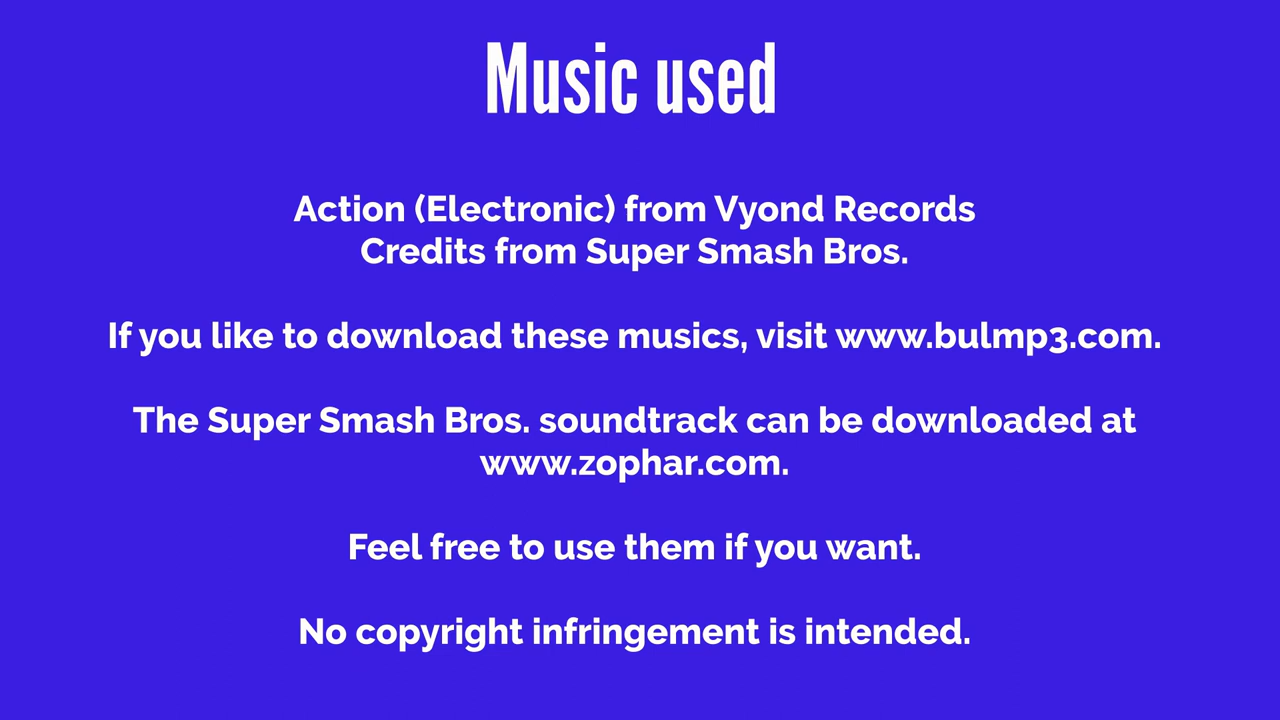 Music used
Action (Electronic) from Vyond Records
Credits from Super Smash Bros.
If you like to download these musics, visit www.bulmp3.com.
The Super Smash Bros. soundtrack can be downloaded at
www.zophar.com.
Feel free to use them if you want.
No copyright infringement is intended.